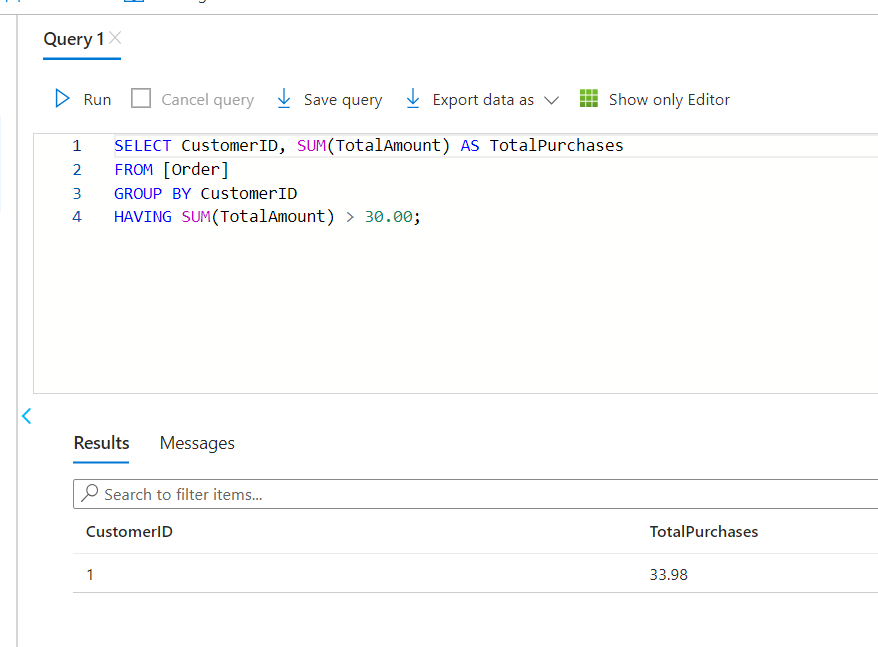 Query 1
Run Cancel query Save query Export data as Show only Editor
1 SELECT CustomerID, SUM(TotalAmount) AS TotalPurchases
2 FROM [Order]
3 GROUP BY CustomerID
4 HAVING SUM(TotalAmount) > 30.00;
Results Messages
Search to filter items...
CustomerID TotalPurchases
1 33.98